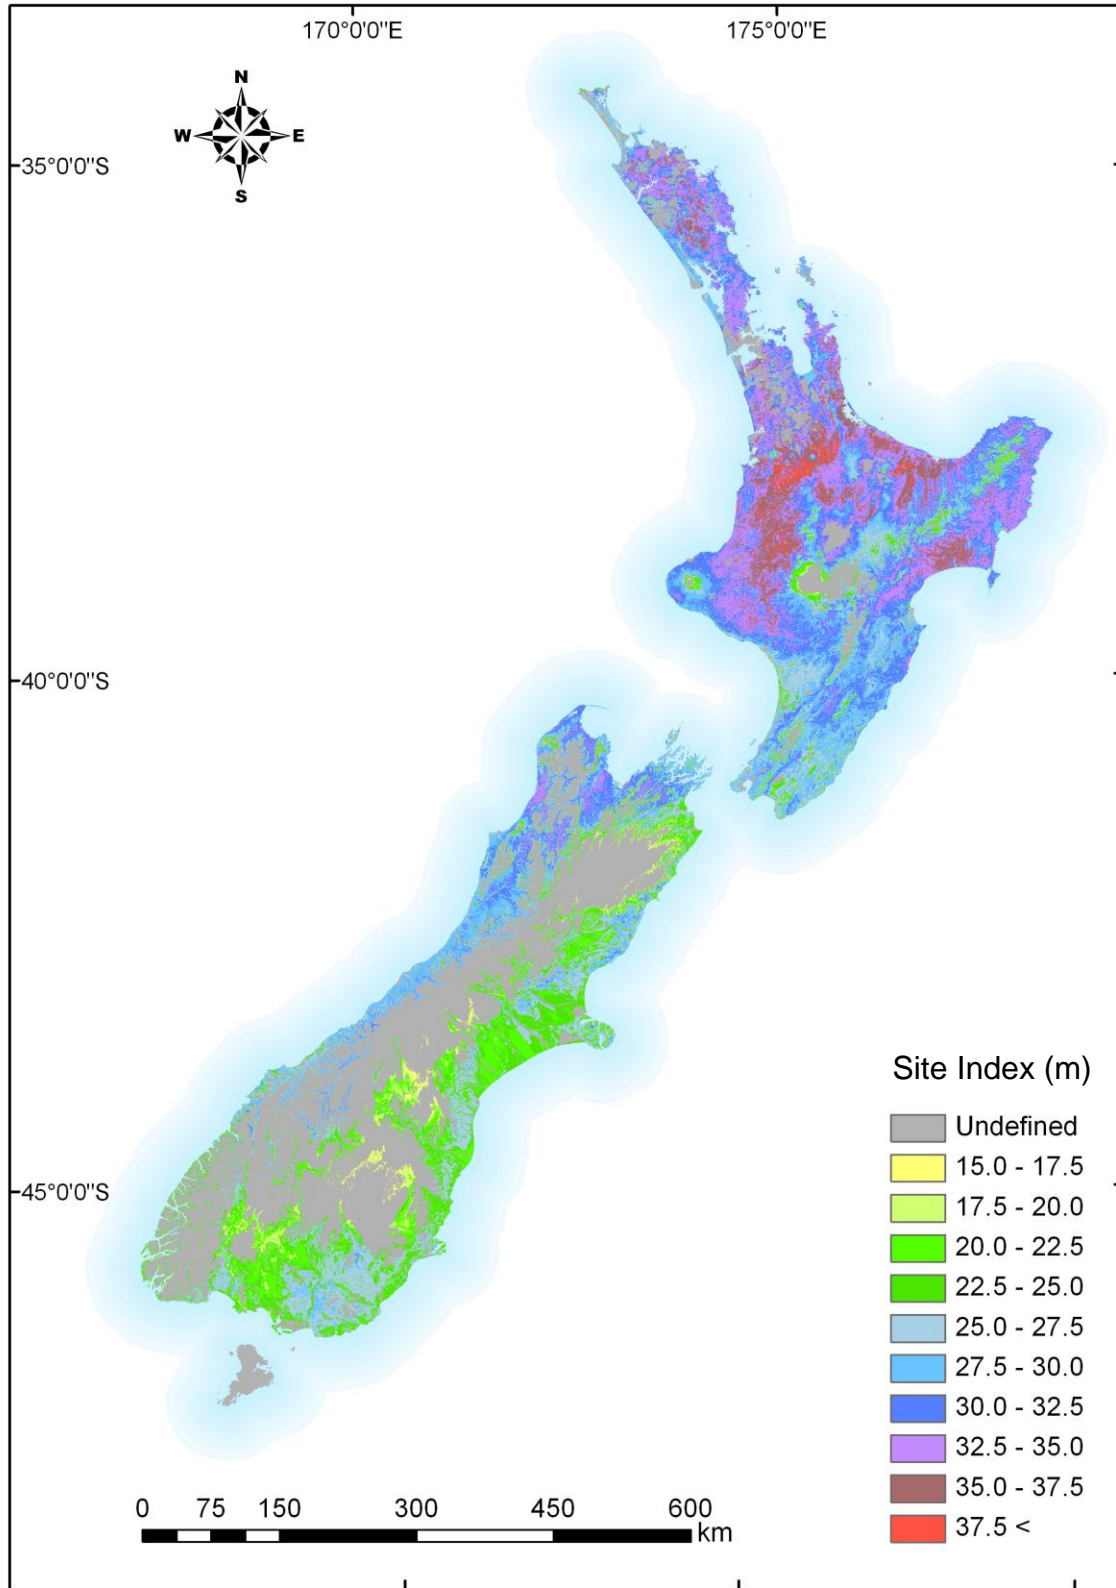 170°0'0"E 175°0'0"E
N
W E
S
35°0'0"S
40°0'0"S
45°0'0"S
Site Index (m)
Undefined
15.0 - 17.5
17.5 - 20.0
20.0 - 22.5
22.5 - 25.0
25.0 - 27.5
27.5 - 30.0
30.0 - 32.5
32.5 - 35.0
35.0 - 37.5
37.5 <
0 75 150 300 450 600
km